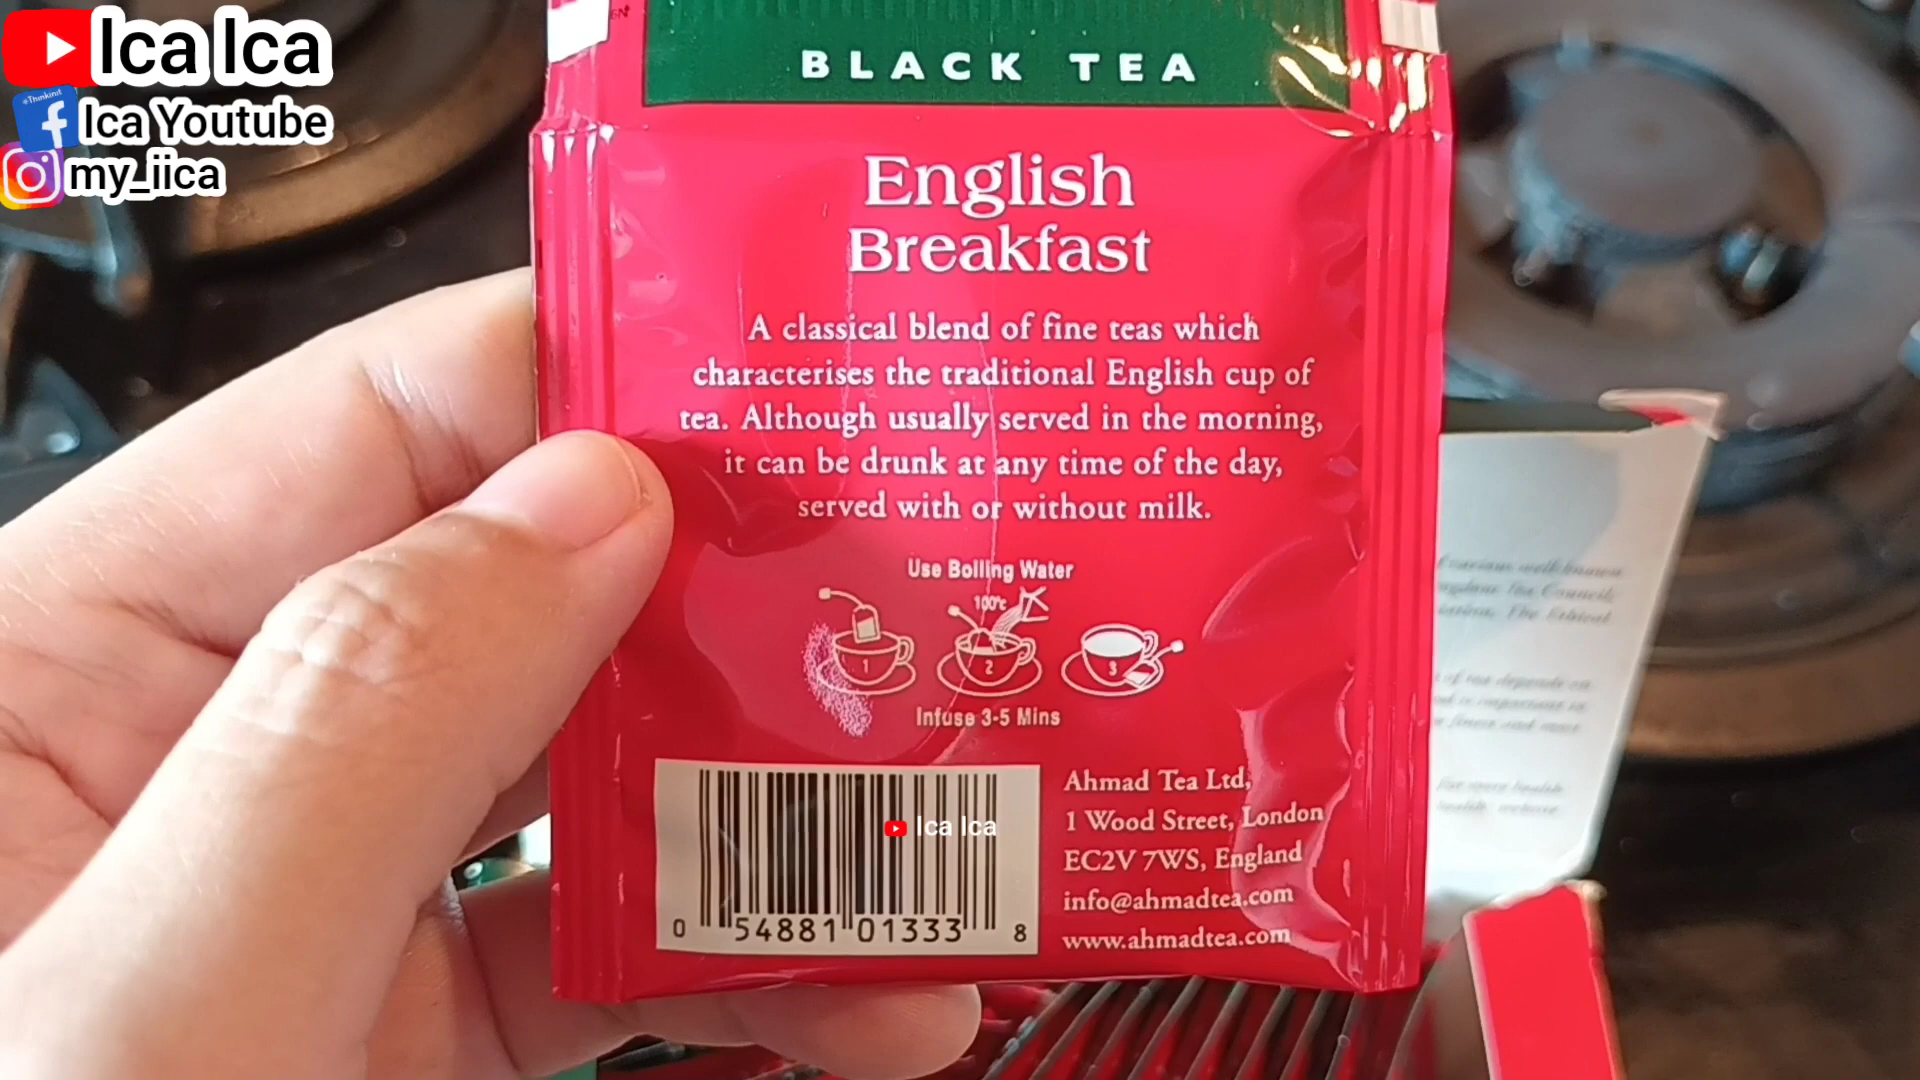 Ica Ica
@Thinkinit
Ica Youtube
my_iica
BLACK TEA
English
Breakfast
A classical blend of fine teas which
characterises the traditional English cup of
tea. Although usually served in the morning,
it can be drunk at any time of the day,
served with or without milk.
Use Boiling Water
100°c
1
2
3
Infuse 3-5 Mins
Ahmad Tea Ltd,
1 Wood Street, London
EC2V 7WS, England
info@ahmadtea.com
www.ahmadtea.com
Ica Ica
0 54881 01333 8